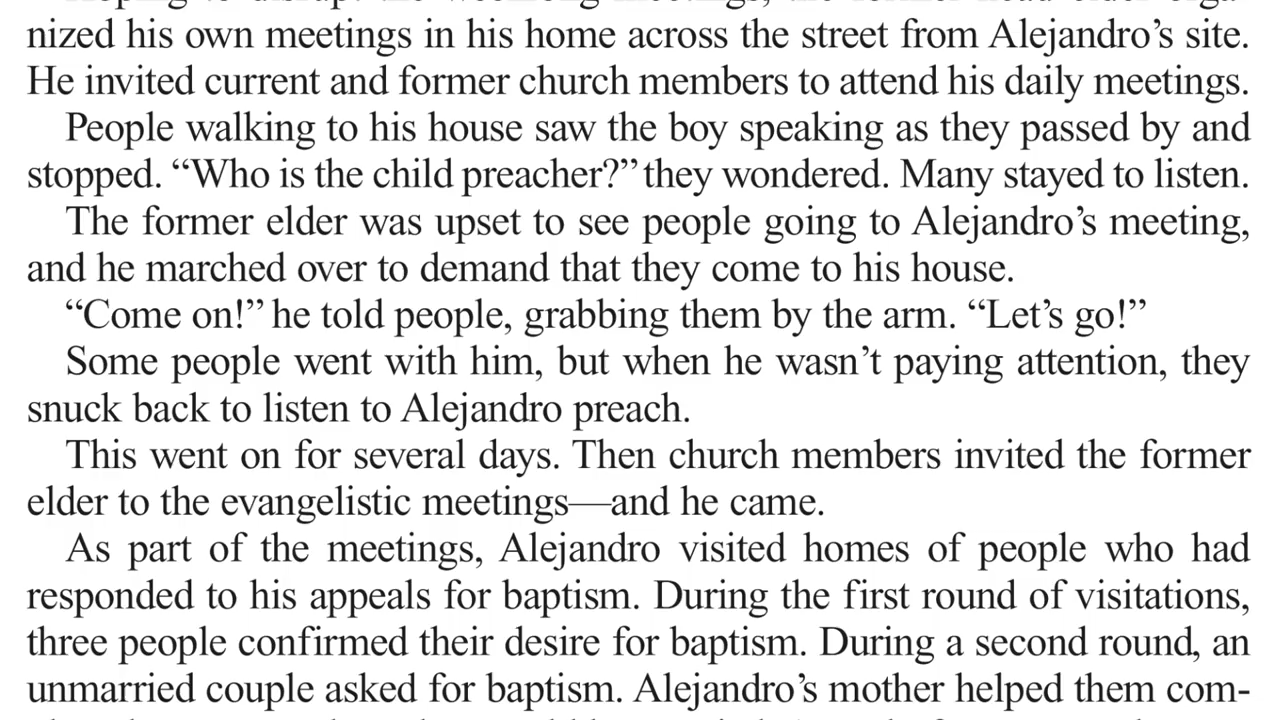 nized his own meetings in his home across the street from Alejandro’s site.
He invited current and former church members to attend his daily meetings.
People walking to his house saw the boy speaking as they passed by and
stopped. “Who is the child preacher?” they wondered. Many stayed to listen.
The former elder was upset to see people going to Alejandro’s meeting,
and he marched over to demand that they come to his house.
“Come on!” he told people, grabbing them by the arm. “Let’s go!”
Some people went with him, but when he wasn’t paying attention, they
snuck back to listen to Alejandro preach.
This went on for several days. Then church members invited the former
elder to the evangelistic meetings—and he came.
As part of the meetings, Alejandro visited homes of people who had
responded to his appeals for baptism. During the first round of visitations,
three people confirmed their desire for baptism. During a second round, an
unmarried couple asked for baptism. Alejandro’s mother helped them com-